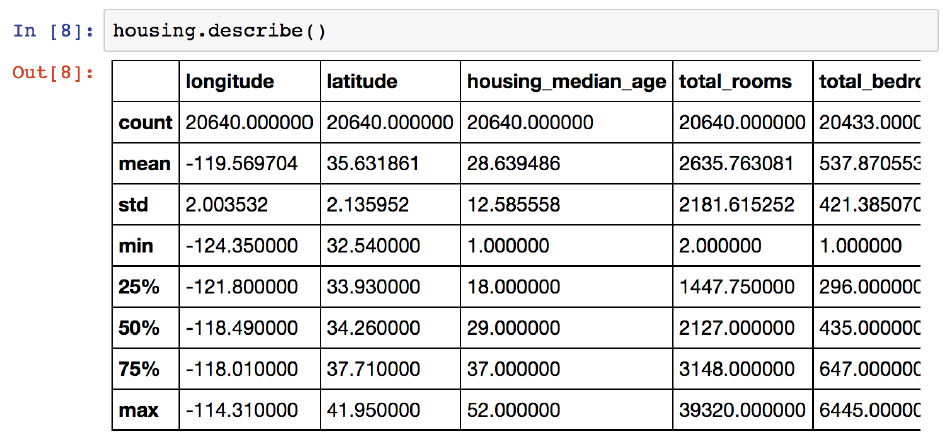 In [8]: housing.describe()
Out[8]:
longitude latitude housing_median_age total_rooms total_bedro
count 20640.000000 20640.000000 20640.000000 20640.000000 20433.0000
mean -119.569704 35.631861 28.639486 2635.763081 537.870553
std 2.003532 2.135952 12.585558 2181.615252 421.385070
min -124.350000 32.540000 1.000000 2.000000 1.000000
25% -121.800000 33.930000 18.000000 1447.750000 296.000000
50% -118.490000 34.260000 29.000000 2127.000000 435.000000
75% -118.010000 37.710000 37.000000 3148.000000 647.000000
max -114.310000 41.950000 52.000000 39320.000000 6445.00000